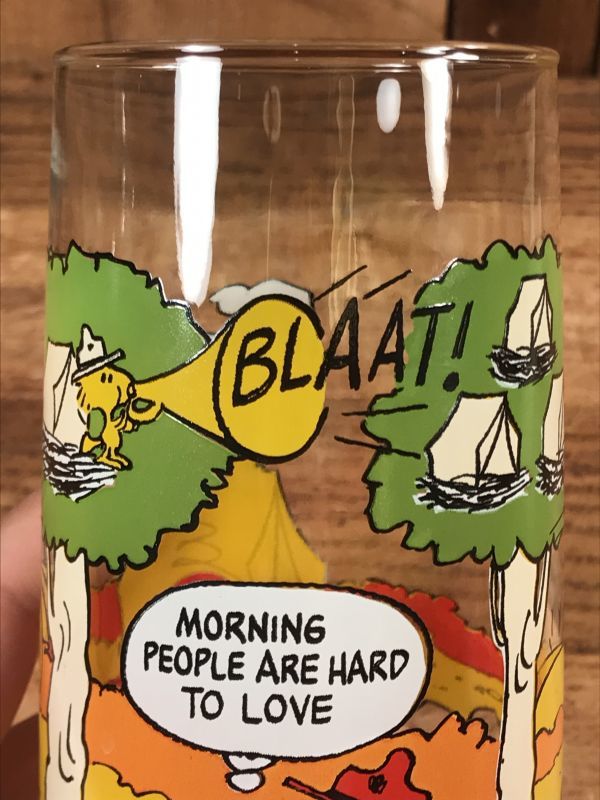 BLAAT!
MORNING
PEOPLE ARE HARD
TO LOVE